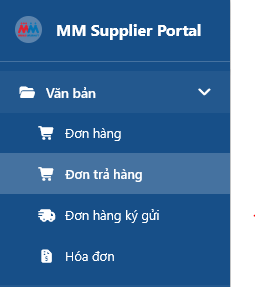 MM Supplier Portal
Văn bản
Đơn hàng
Đơn trả hàng
Đơn hàng ký gửi
Hóa đơn